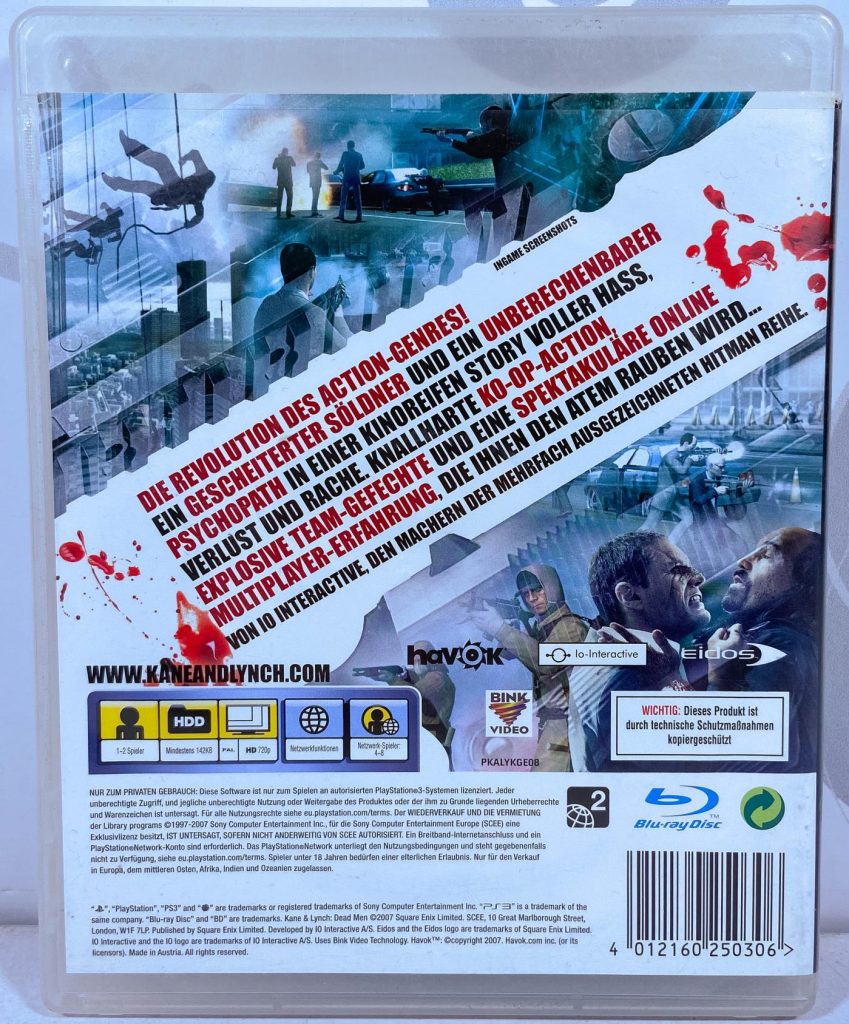 INGAME SCREENSHOTS
DIE REVOLUTION DES ACTION-GENRES!
EIN GESCHEITERTER SÖLDNER UND EIN UNBERECHENBARER
PSYCHOPATH IN EINER KINOREIFEN STORY VOLLER HASS,
VERLUST UND RACHE. KNALLHARTE KO-OP-ACTION,
EXPLOSIVE TEAM-GEFECHTE UND EINE SPEKTAKULÄRE ONLINE
MULTIPLAYER-ERFAHRUNG, DIE IHNEN DEN ATEM RAUBEN WIRD...
VON IO INTERACTIVE, DEN MACHERN DER MEHRFACH AUSGEZEICHNETEN HITMAN REIHE.
WWW.KANEANDLYNCH.COM
havok
Io-Interactive
eidos
1-2 Spieler
HDD
Mindestens 142KB
PAL
HD 720p
Netzwerkfunktionen
Netzwerk-Spieler:
4-8
BINK
VIDEO
PKALYKGE08
WICHTIG: Dieses Produkt ist
durch technische Schutzmaßnahmen
kopiergeschützt
NUR ZUM PRIVATEN GEBRAUCH: Diese Software ist nur zum Spielen an autorisierten PlayStation®3-Systemen lizenziert. Jeder
unberechtigte Zugriff, und jegliche unberechtigte Nutzung oder Weitergabe des Produktes oder der ihm zu Grunde liegenden Urheberrechte
und Warenzeichen ist untersagt. Für alle Nutzungsrechte siehe eu.playstation.com/terms. Der WIEDERVERKAUF UND DIE VERMIETUNG
der Library programs ©1997-2007 Sony Computer Entertainment Inc., für die Sony Computer Entertainment Europe (SCEE) eine
Exklusivlizenz besitzt, IST UNTERSAGT, SOFERN NICHT ANDERWEITIG VON SCEE AUTORISIERT. Ein Breitband-Internetanschluss und ein
PlayStation®Network-Konto sind erforderlich. Das PlayStation®Network unterliegt den Nutzungsbedingungen und steht gegebenenfalls
nicht zu Verfügung, siehe eu.playstation.com/terms. Spieler unter 18 Jahren bedürfen einer elterlichen Erlaubnis. Nur für den Verkauf
in Europa, dem mittleren Osten, Afrika, Indien und Ozeanien zugelassen.
2
Blu-ray Disc™
", "PlayStation", "PS3" and " " are trademarks or registered trademarks of Sony Computer Entertainment Inc. "PS3" is a trademark of the
same company. "Blu-ray Disc" and "BD" are trademarks. Kane & Lynch: Dead Men ©2007 Square Enix Limited. SCEE, 10 Great Marlborough Street,
London, W1F 7LP. Published by Square Enix Limited. Developed by IO Interactive A/S. Eidos and the Eidos logo are trademarks of Square Enix Limited.
IO Interactive and the IO logo are trademarks of IO Interactive A/S. Uses Bink Video Technology. Havok™: ©copyright 2007. Havok.com inc. (or its
licensors). Made in Austria. All rights reserved.
4 012160 250306 >